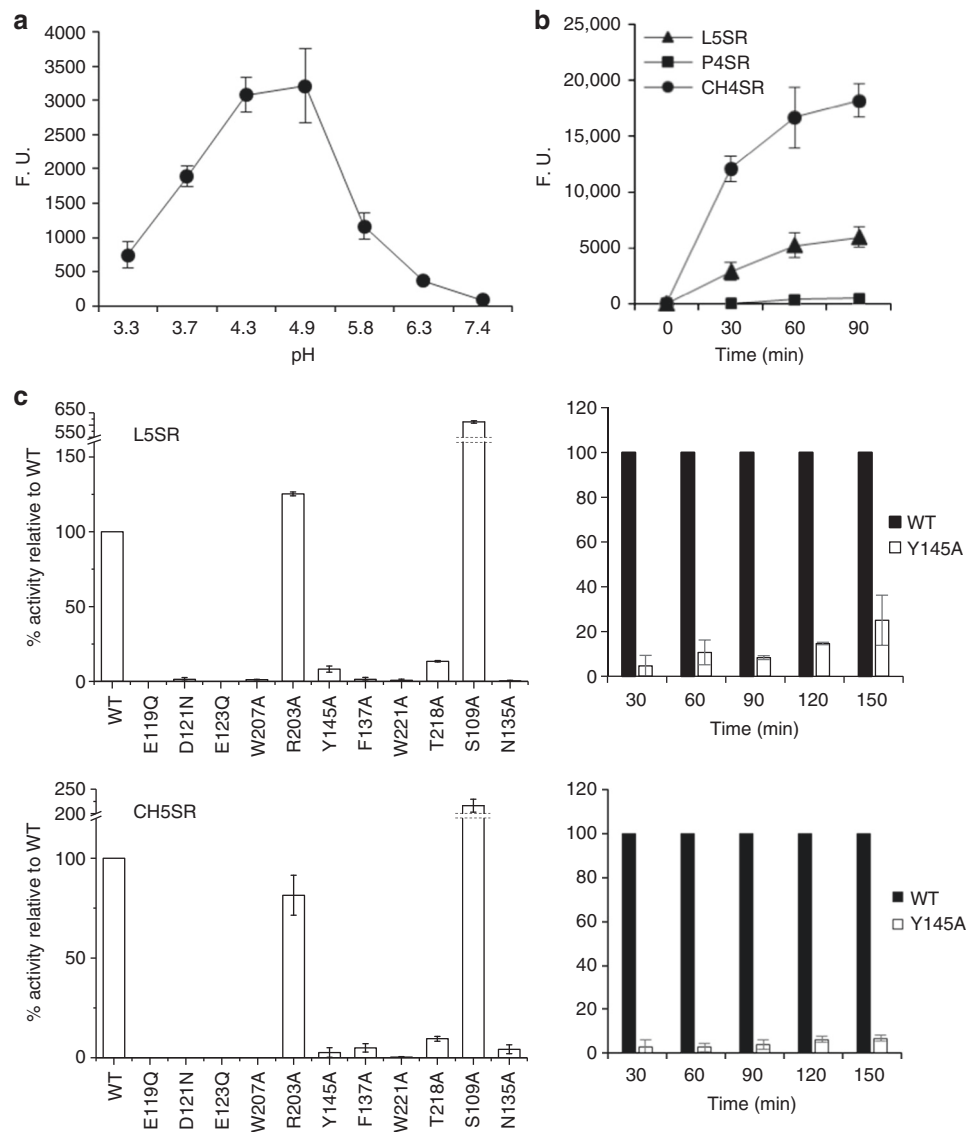 a
4000
3500
3000
2500
2000
1500
1000
500
0
F. U.
3.3 3.7 4.3 4.9 5.8 6.3 7.4
pH
b
25,000
20,000
15,000
10,000
5000
0
F. U.
L5SR
P4SR
CH4SR
0 30 60 90
Time (min)
c
650
550
150
100
50
0
% activity relative to WT
L5SR
WT
E119Q
D121N
E123Q
W207A
R203A
Y145A
F137A
W221A
T218A
S109A
N135A
120
100
80
60
40
20
0
30 60 90 120 150
Time (min)
WT
Y145A
250
200
100
50
0
% activity relative to WT
CH5SR
WT
E119Q
D121N
E123Q
W207A
R203A
Y145A
F137A
W221A
T218A
S109A
N135A
120
100
80
60
40
20
0
30 60 90 120 150
Time (min)
WT
Y145A